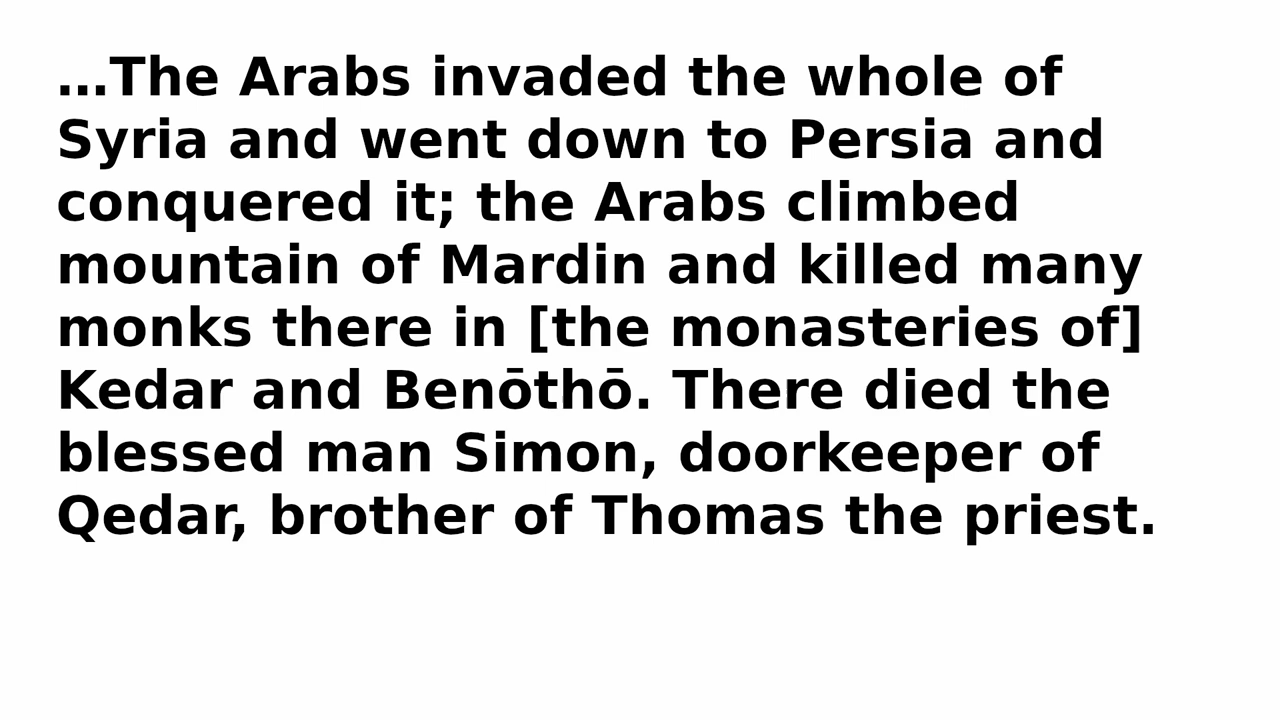 …The Arabs invaded the whole of
Syria and went down to Persia and
conquered it; the Arabs climbed
mountain of Mardin and killed many
monks there in [the monasteries of]
Kedar and Benōthō. There died the
blessed man Simon, doorkeeper of
Qedar, brother of Thomas the priest.